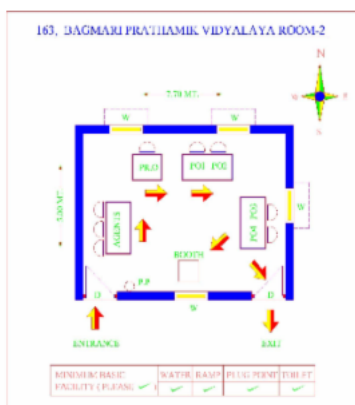 163, BAGMARI PRATHAMIK VIDYALAYA ROOM-2
N
7.70 MT.
W
W
PRO
PO1 PO2
AGENTS
PO3
PO4
W
BOOTH
P.P.
D
W
D
ENTRANCE
EXIT
MINIMUM BASIC WATER RAMP PLUG POINT TOILET
FACILITY (PLEASE ✓) ✓ ✓ ✓ ✓